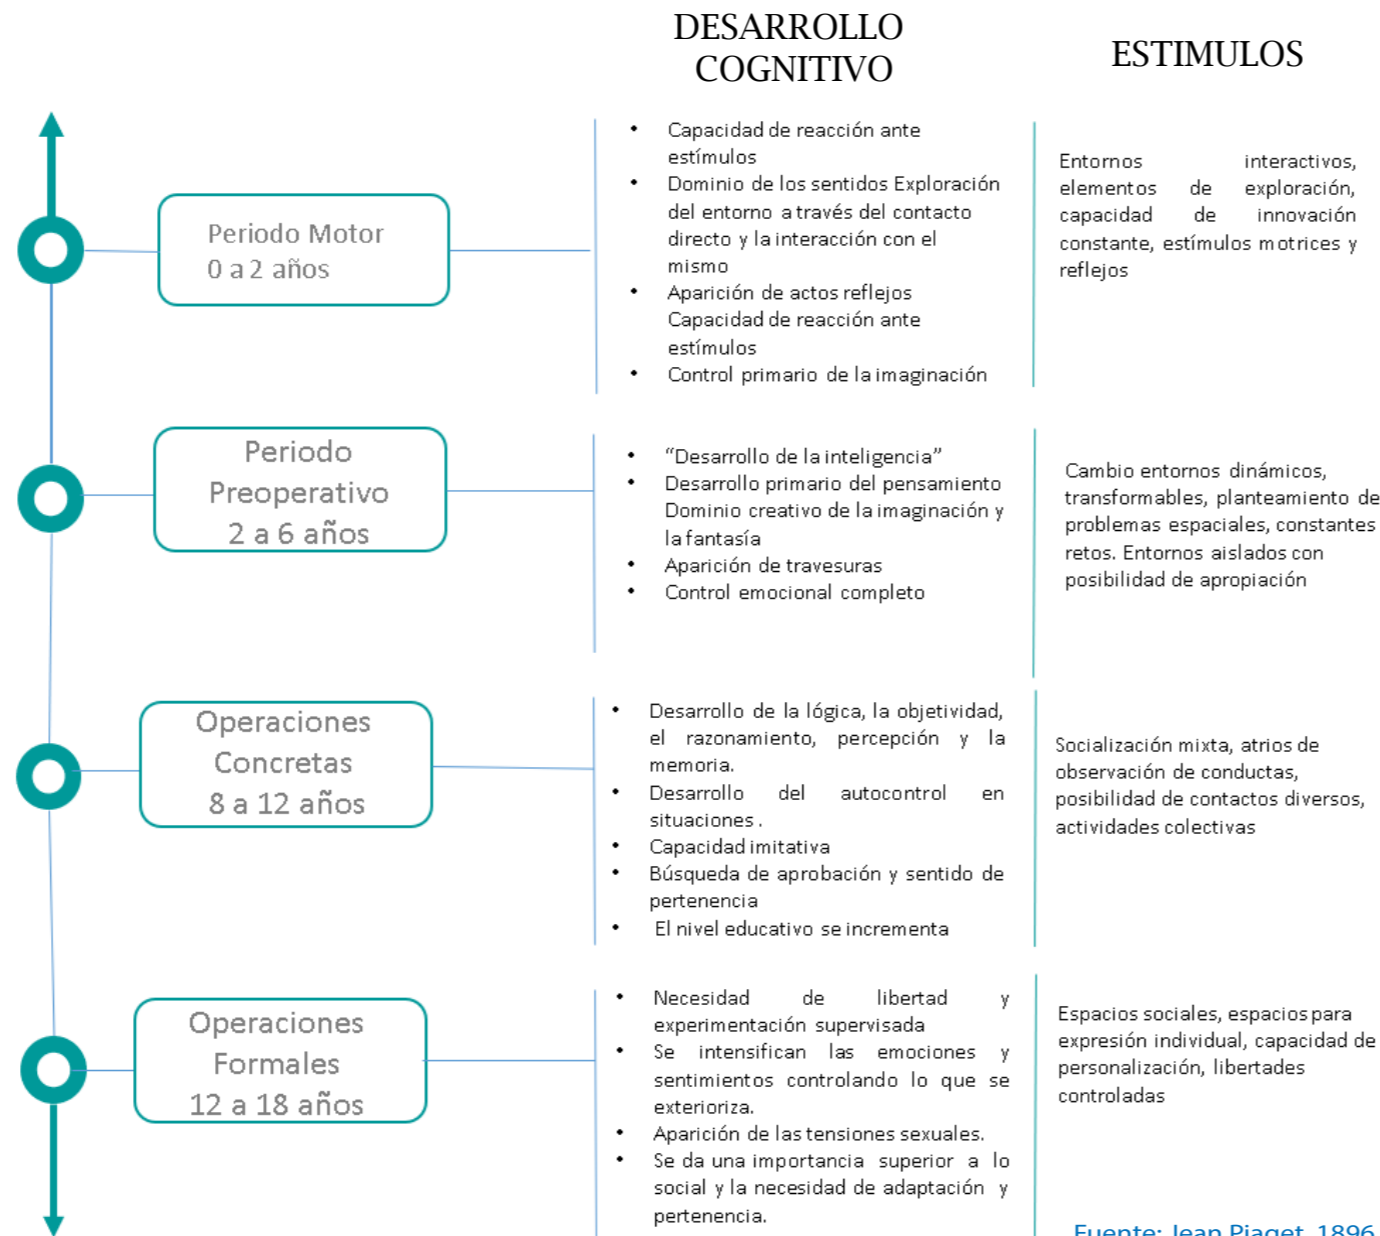 DESARROLLO
COGNITIVO
ESTIMULOS
Periodo Motor
0 a 2 años
• Capacidad de reacción ante
estímulos
• Dominio de los sentidos Exploración
del entorno a través del contacto
directo y la interacción con el
mismo
• Aparición de actos reflejos
Capacidad de reacción ante
estímulos
• Control primario de la imaginación
Entornos interactivos,
elementos de exploración,
capacidad de innovación
constante, estímulos motrices y
reflejos
Periodo
Preoperativo
2 a 6 años
• “Desarrollo de la inteligencia”
• Desarrollo primario del pensamiento
Dominio creativo de la imaginación y
la fantasía
• Aparición de travesuras
• Control emocional completo
Cambio entornos dinámicos,
transformables, planteamiento de
problemas espaciales, constantes
retos. Entornos aislados con
posibilidad de apropiación
Operaciones
Concretas
8 a 12 años
• Desarrollo de la lógica, la objetividad,
el razonamiento, percepción y la
memoria.
• Desarrollo del autocontrol en
situaciones .
• Capacidad imitativa
• Búsqueda de aprobación y sentido de
pertenencia
• El nivel educativo se incrementa
Socialización mixta, atrios de
observación de conductas,
posibilidad de contactos diversos,
actividades colectivas
Operaciones
Formales
12 a 18 años
• Necesidad de libertad y
experimentación supervisada
• Se intensifican las emociones y
sentimientos controlando lo que se
exterioriza.
• Aparición de las tensiones sexuales.
• Se da una importancia superior a lo
social y la necesidad de adaptación y
pertenencia.
Espacios sociales, espacios para
expresión individual, capacidad de
personalización, libertades
controladas
Fuente: Jean Piaget, 1896